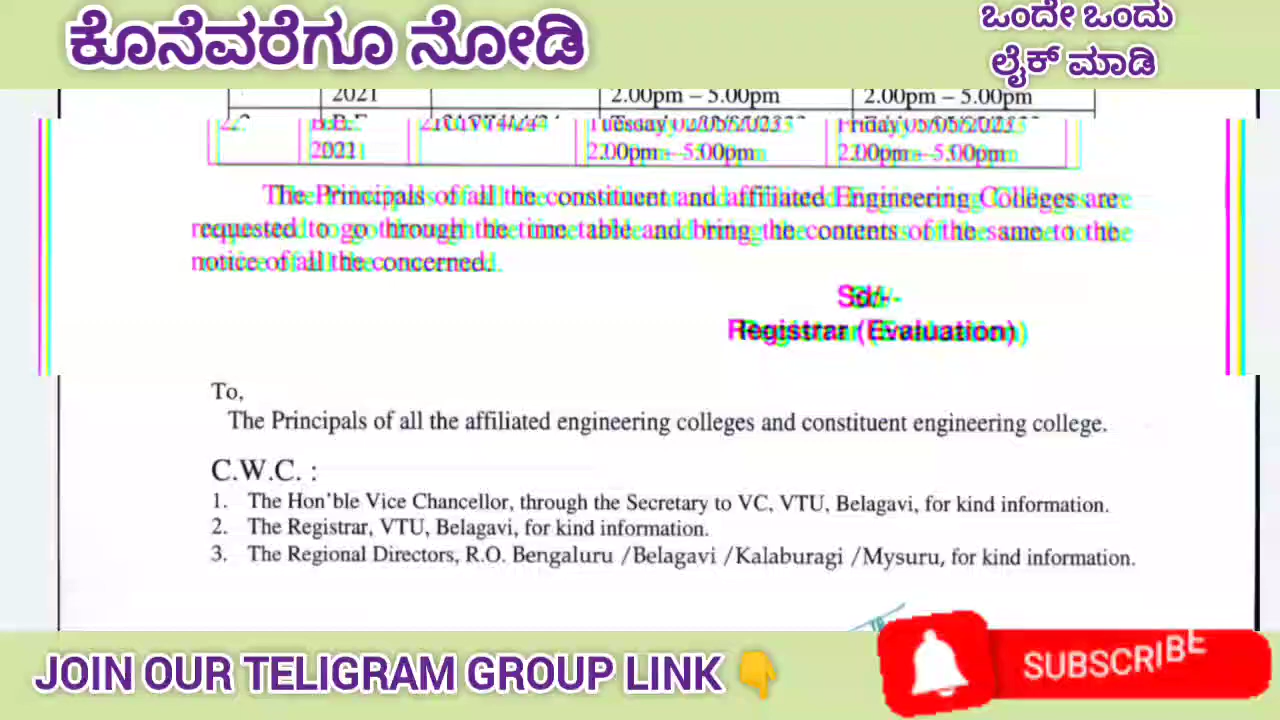 ಕೊನೆವರೆಗೂ ನೋಡಿ
ಒಂದೇ ಒಂದು
ಲೈಕ್ ಮಾಡಿ
2021 2.00pm – 5.00pm 2.00pm – 5.00pm
2021 2.00pm – 5.00pm 2.00pm – 5.00pm
The Principals of all the constituent and affiliated Engineering Colleges are
requested to go through the time table and bring the contents of the same to the
notice of all the concerned.
Sd/-
Registrar (Evaluation)
To,
The Principals of all the affiliated engineering colleges and constituent engineering college.
C.W.C. :
1. The Hon'ble Vice Chancellor, through the Secretary to VC, VTU, Belagavi, for kind information.
2. The Registrar, VTU, Belagavi, for kind information.
3. The Regional Directors, R.O. Bengaluru /Belagavi /Kalaburagi /Mysuru, for kind information.
JOIN OUR TELIGRAM GROUP LINK 👇
SUBSCRIBE